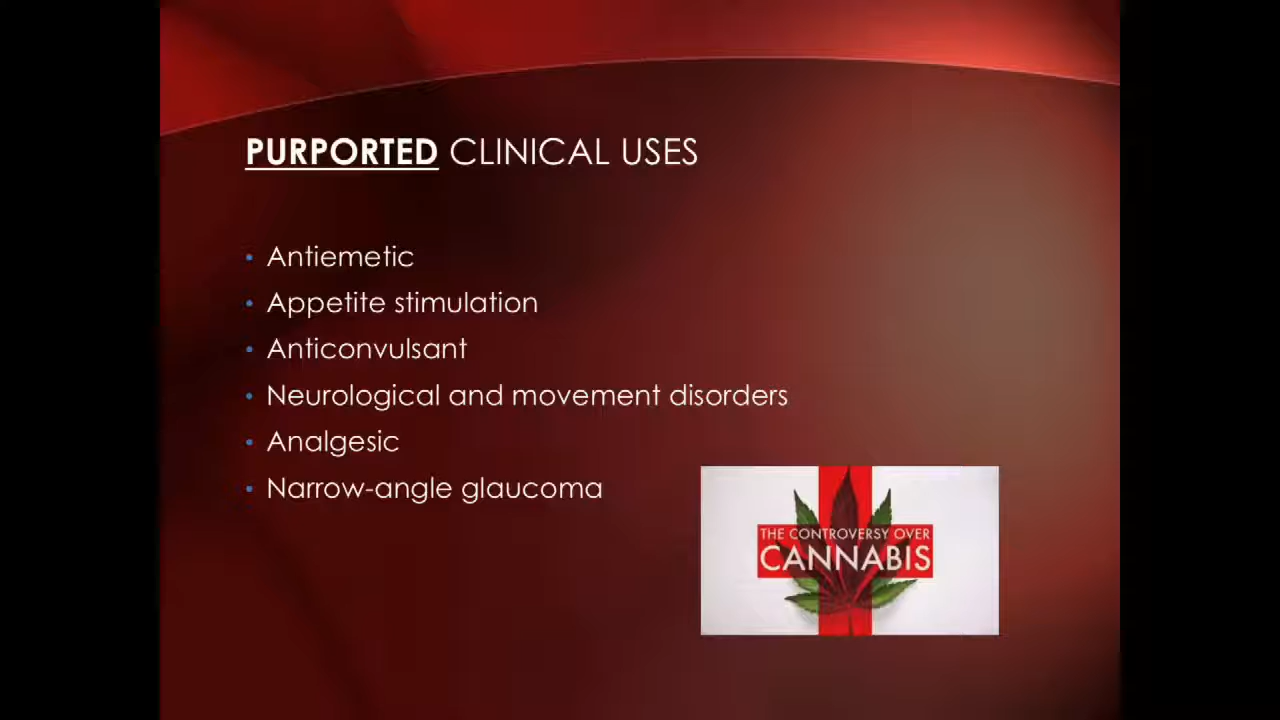 PURPORTED CLINICAL USES
• Antiemetic
• Appetite stimulation
• Anticonvulsant
• Neurological and movement disorders
• Analgesic
• Narrow-angle glaucoma
THE CONTROVERSY OVER
CANNABIS